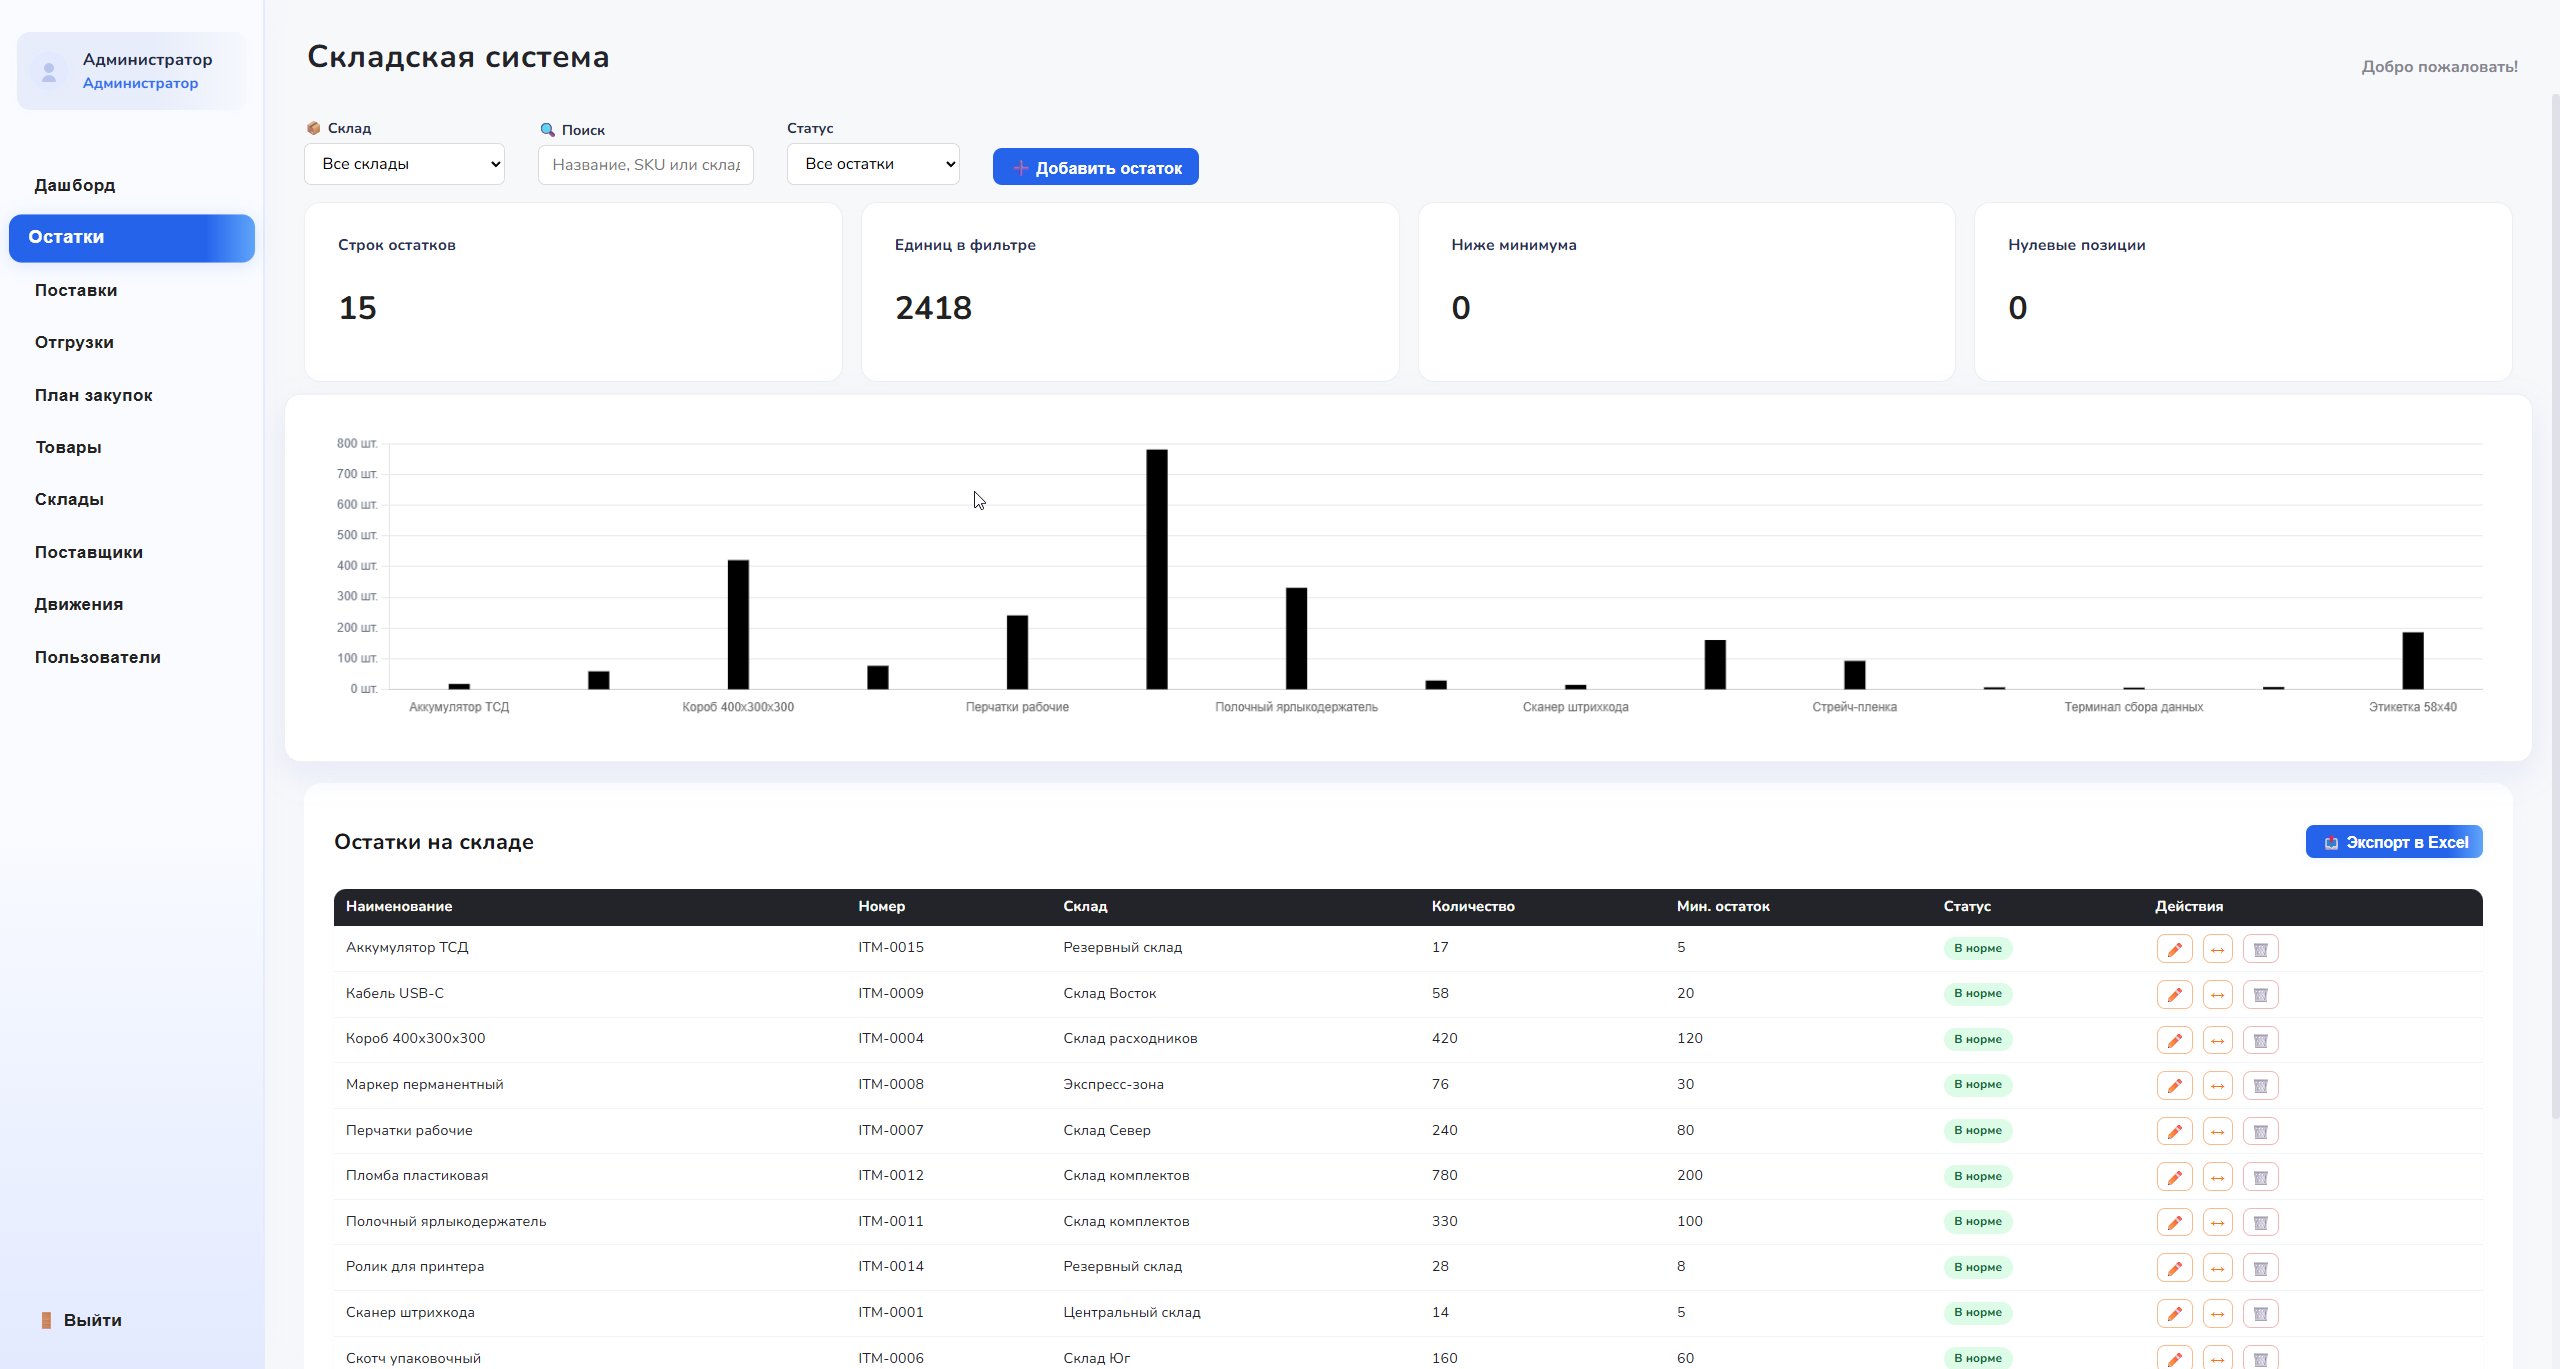 Администратор
Администратор
Дашборд
Остатки
Поставки
Отгрузки
План закупок
Товары
Склады
Поставщики
Движения
Пользователи
Выйти
Складская система
Добро пожаловать!
Склад
Все склады
Поиск
Название, SKU или скла
Статус
Все остатки
Добавить остаток
Строк остатков
15
Единиц в фильтре
2418
Ниже минимума
0
Нулевые позиции
0
800 шт.
700 шт.
600 шт.
500 шт.
400 шт.
300 шт.
200 шт.
100 шт.
0 шт.
Аккумулятор ТСД Короб 400x300x300 Перчатки рабочие Полочный ярлыкодержатель Сканер штрихкода Стрейч-пленка Терминал сбора данных Этикетка 58x40
Остатки на складе
Экспорт в Excel
Наименование Номер Склад Количество Мин. остаток Статус Действия
Аккумулятор ТСД ITM-0015 Резервный склад 17 5 В норме
Кабель USB-C ITM-0009 Склад Восток 58 20 В норме
Короб 400x300x300 ITM-0004 Склад расходников 420 120 В норме
Маркер перманентный ITM-0008 Экспресс-зона 76 30 В норме
Перчатки рабочие ITM-0007 Склад Север 240 80 В норме
Пломба пластиковая ITM-0012 Склад комплектов 780 200 В норме
Полочный ярлыкодержатель ITM-0011 Склад комплектов 330 100 В норме
Ролик для принтера ITM-0014 Резервный склад 28 8 В норме
Сканер штрихкода ITM-0001 Центральный склад 14 5 В норме
Скотч упаковочный ITM-0006 Склад Юг 160 60 В норме